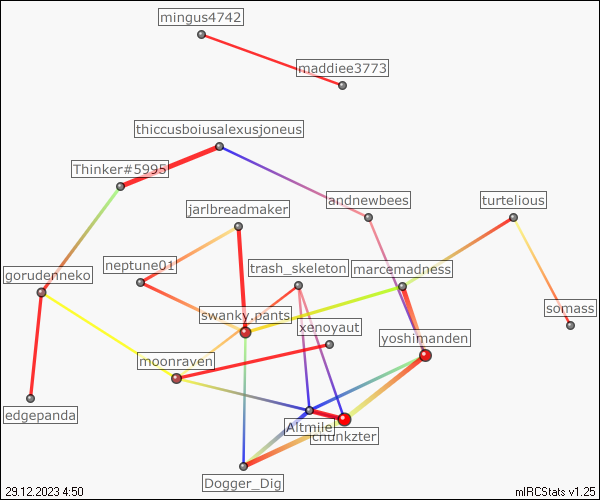 mingus4742
maddiee3773
thiccusboiusalexusjoneus
Thinker#5995
andnewbees
turtelious
jarlbreadmaker
neptune01
trash_skeleton
marcemadness
gorudenneko
swanky.pants
somass
xenoyaut
yoshimanden
moonraven
edgepanda
Altmile
chunkzter
Dogger_Dig
29.12.2023 4:50
mIRCStats v1.25